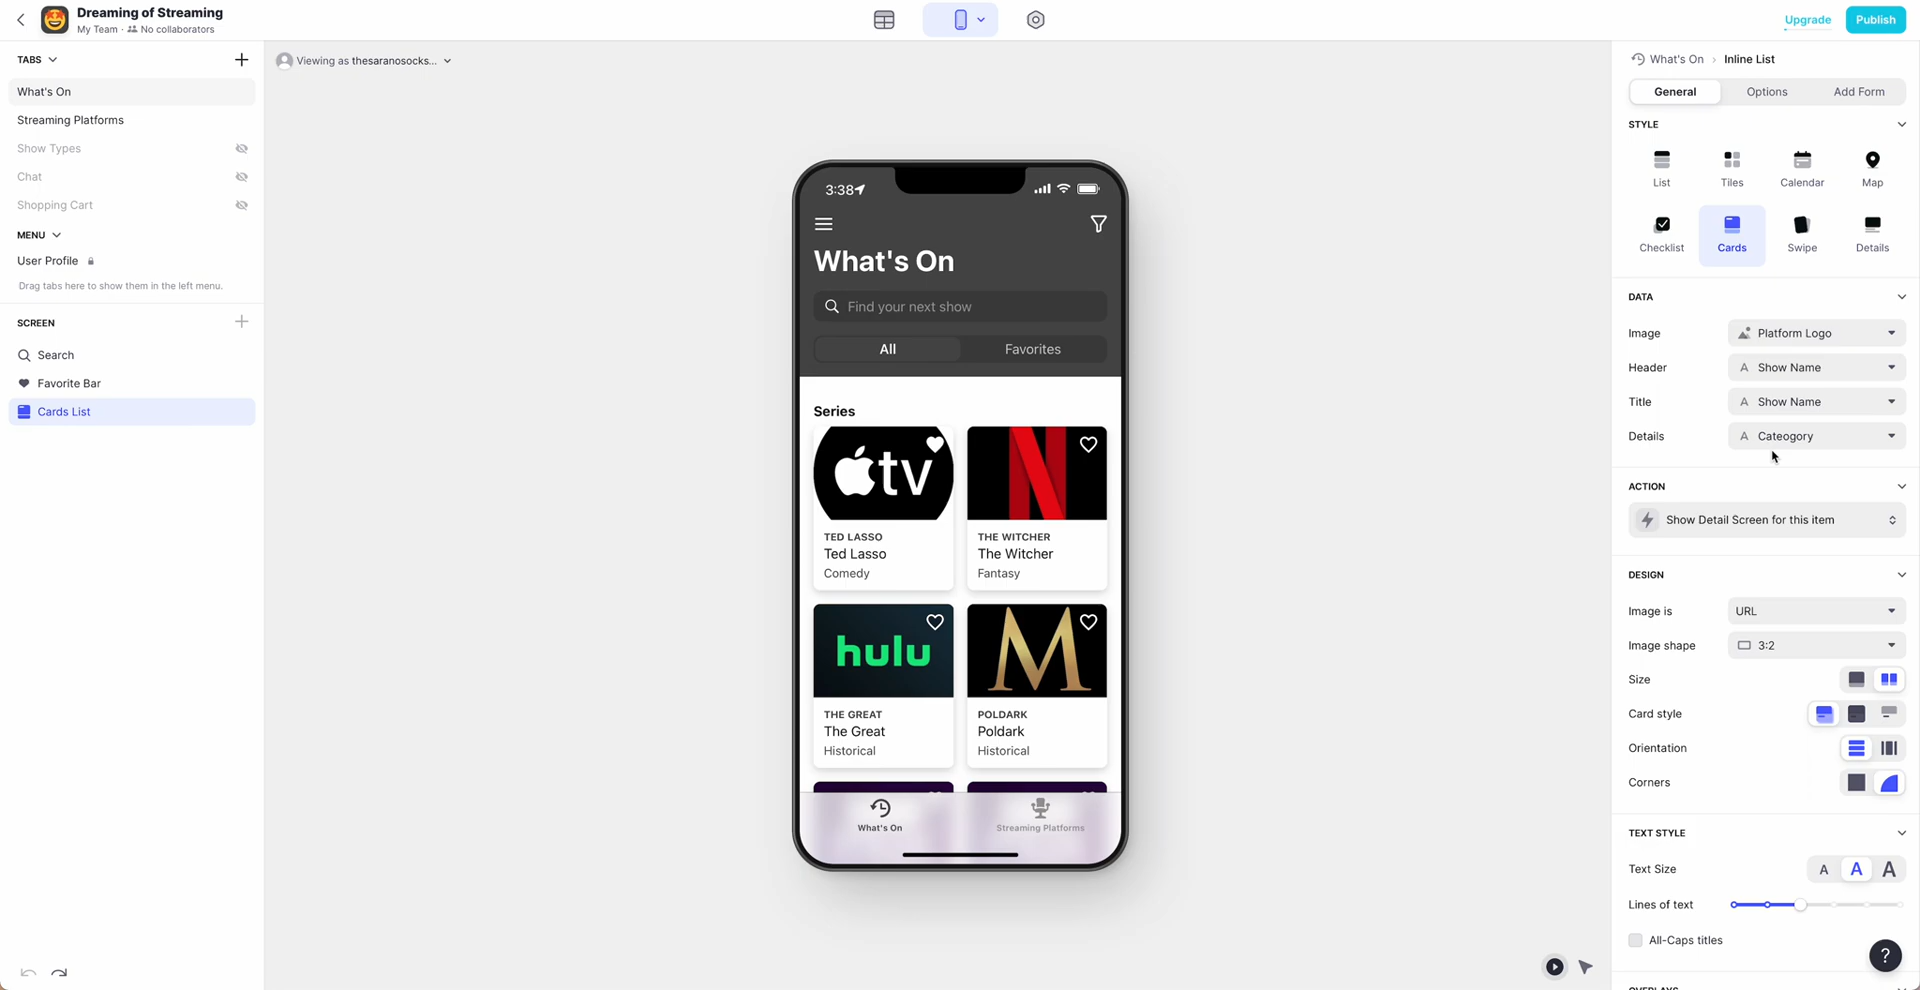 Dreaming of Streaming
My Team · No collaborators
Upgrade
Publish
TABS
What's On
Streaming Platforms
Show Types
Chat
Shopping Cart
MENU
User Profile
Drag tabs here to show them in the left menu.
SCREEN
Search
Favorite Bar
Cards List
Viewing as thesaranosocks...
3:38
What's On
Find your next show
All Favorites
Series
tv
N
TED LASSO
Ted Lasso
Comedy
THE WITCHER
The Witcher
Fantasy
hulu
M
THE GREAT
The Great
Historical
POLDARK
Poldark
Historical
What's On
Streaming Platforms
What's On › Inline List
General Options Add Form
STYLE
List Tiles Calendar Map
Checklist Cards Swipe Details
DATA
Image Platform Logo
Header A Show Name
Title A Show Name
Details A Cateogory
ACTION
Show Detail Screen for this item
DESIGN
Image is URL
Image shape 3:2
Size
Card style
Orientation
Corners
TEXT STYLE
Text Size A A A
Lines of text
All-Caps titles
?
OVERLAYS